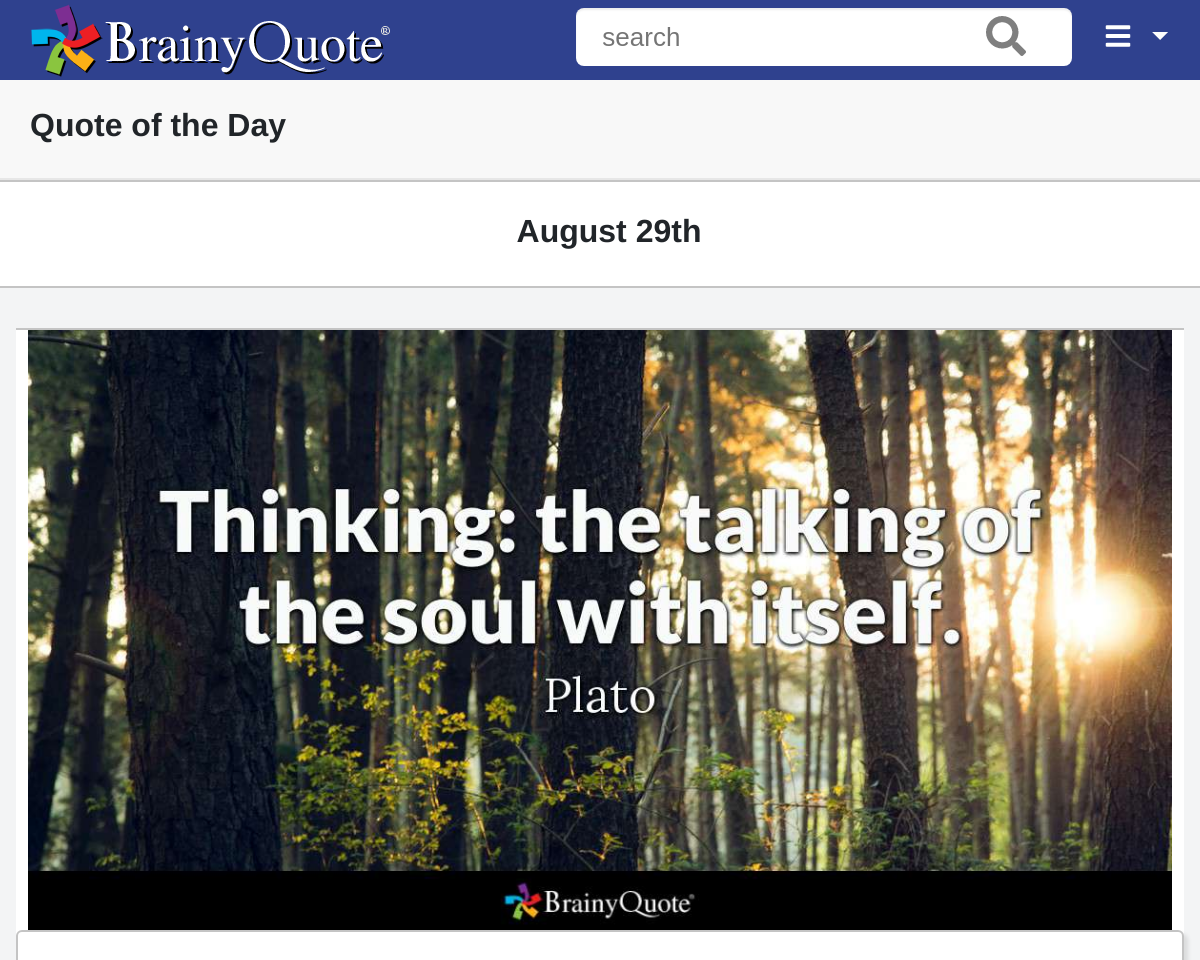 BrainyQuote®
search
Quote of the Day
August 29th
Thinking: the talking of
the soul with itself.
Plato
BrainyQuote®